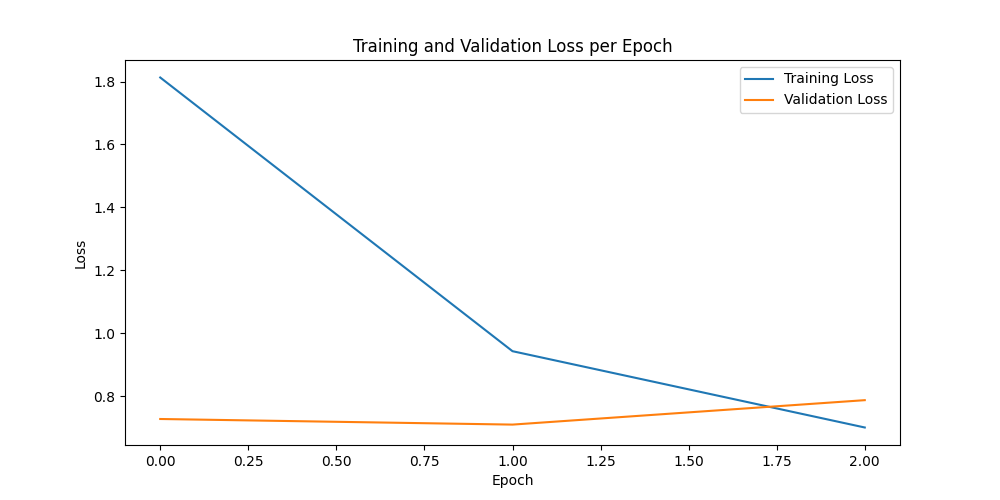 Training and Validation Loss per Epoch
Training Loss
Validation Loss
Loss
1.8
1.6
1.4
1.2
1.0
0.8
0.00 0.25 0.50 0.75 1.00 1.25 1.50 1.75 2.00
Epoch